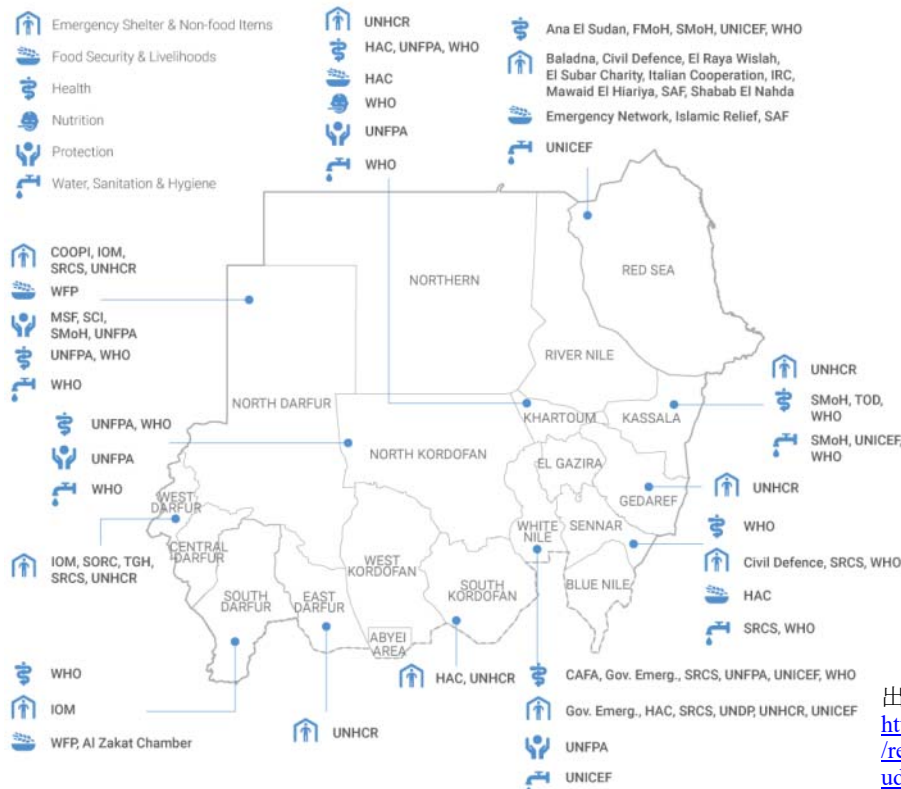 Emergency Shelter & Non-food Items
Food Security & Livelihoods
Health
Nutrition
Protection
Water, Sanitation & Hygiene
UNHCR
HAC, UNFPA, WHO
HAC
WHO
UNFPA
WHO
Ana El Sudan, FMoH, SMoH, UNICEF, WHO
Baladna, Civil Defence, El Raya Wislah,
El Subar Charity, Italian Cooperation, IRC,
Mawaid El Hiariya, SAF, Shabab El Nahda
Emergency Network, Islamic Relief, SAF
UNICEF
COOPI, IOM,
SRCS, UNHCR
WFP
MSF, SCI,
SMoH, UNFPA
UNFPA, WHO
WHO
UNFPA, WHO
UNFPA
WHO
IOM, SORC, TGH,
SRCS, UNHCR
WHO
IOM
WFP, Al Zakat Chamber
NORTHERN
RED SEA
RIVER NILE
NORTH DARFUR
KHARTOUM
KASSALA
NORTH KORDOFAN
EL GAZIRA
GEDAREF
WEST
DARFUR
CENTRAL
DARFUR
WHITE
NILE
SENNAR
WEST
KORDOFAN
SOUTH
DARFUR
EAST
DARFUR
SOUTH
KORDOFAN
BLUE NILE
ABYEI
AREA
UNHCR
SMoH, TOD,
WHO
SMoH, UNICEF,
WHO
UNHCR
WHO
Civil Defence, SRCS, WHO
HAC
SRCS, WHO
UNHCR
HAC, UNHCR
CAFA, Gov. Emerg., SRCS, UNFPA, UNICEF, WHO
Gov. Emerg., HAC, SRCS, UNDP, UNHCR, UNICEF
UNFPA
UNICEF
出
ht
/re
ud